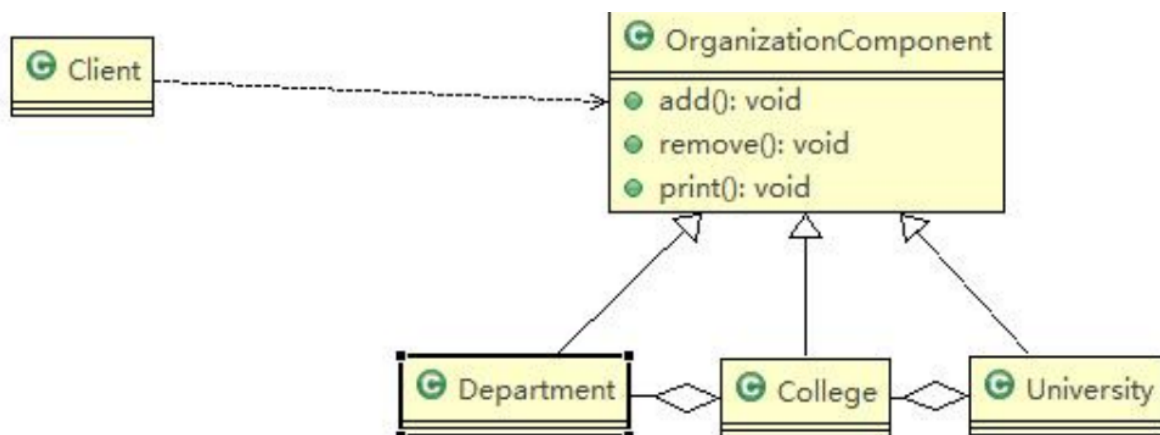 OrganizationComponent
Client
add(): void
remove(): void
print(): void
Department
College
University